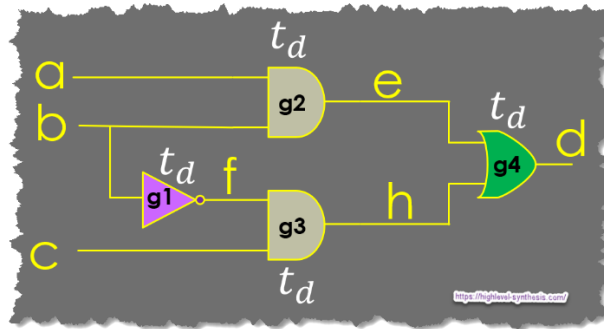 t_d
a
g2
e
t_d
b
t_d
f
g1
g4
d
g3
h
c
t_d
https://highlevel-synthesis.com/